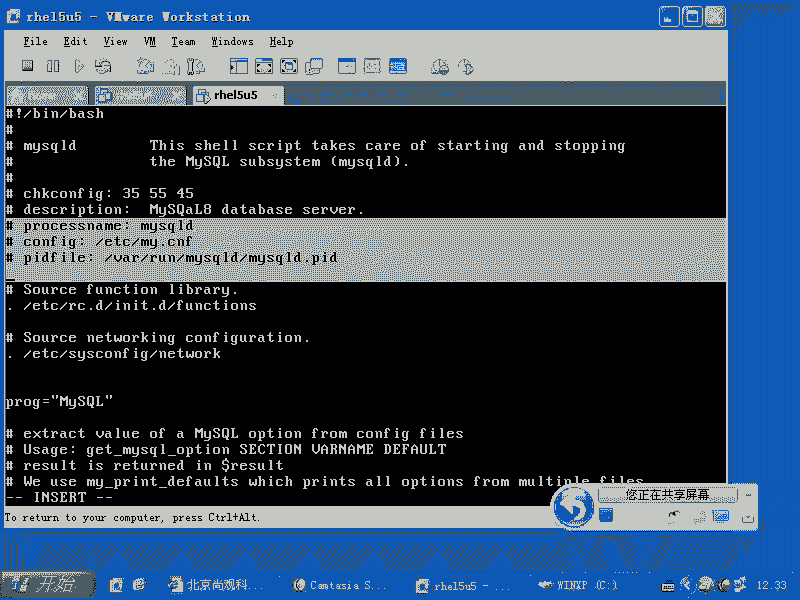 rhel5u5 - VMware Workstation
File Edit View VM Team Windows Help
rhel5u5
#!/bin/bash
#
# mysqld This shell script takes care of starting and stopping
# the MySQL subsystem (mysqld).
#
# chkconfig: 35 55 45
# description: MySQaL8 database server.
# processname: mysqld
# config: /etc/my.cnf
# pidfile: /var/run/mysqld/mysqld.pid
# Source function library.
. /etc/rc.d/init.d/functions
# Source networking configuration.
. /etc/sysconfig/network
prog="MySQL"
# extract value of a MySQL option from config files
# Usage: get_mysql_option SECTION VARNAME DEFAULT
# result is returned in $result
# We use my_print_defaults which prints all options from multiple files
-- INSERT --
您正在共享屏幕
To return to your computer, press Ctrl+Alt.
开始 北京尚观科... Camtasia S... rhel5u5 - ... WINXP (C:) 12:33